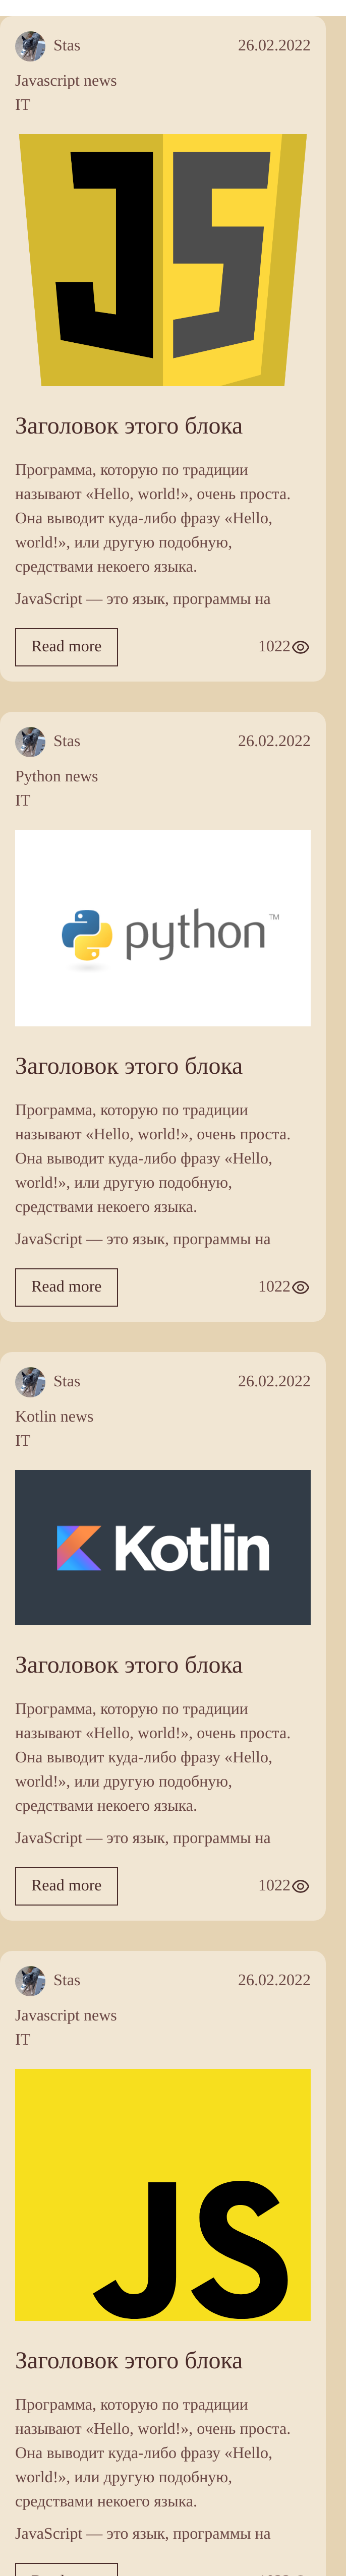 Stas 26.02.2022
Javascript news
IT
JS
Заголовок этого блока
Программа, которую по традиции
называют «Hello, world!», очень проста.
Она выводит куда-либо фразу «Hello,
world!», или другую подобную,
средствами некоего языка.
JavaScript — это язык, программы на
Read more 1022
Stas 26.02.2022
Python news
IT
python™
Заголовок этого блока
Программа, которую по традиции
называют «Hello, world!», очень проста.
Она выводит куда-либо фразу «Hello,
world!», или другую подобную,
средствами некоего языка.
JavaScript — это язык, программы на
Read more 1022
Stas 26.02.2022
Kotlin news
IT
Kotlin
Заголовок этого блока
Программа, которую по традиции
называют «Hello, world!», очень проста.
Она выводит куда-либо фразу «Hello,
world!», или другую подобную,
средствами некоего языка.
JavaScript — это язык, программы на
Read more 1022
Stas 26.02.2022
Javascript news
IT
JS
Заголовок этого блока
Программа, которую по традиции
называют «Hello, world!», очень проста.
Она выводит куда-либо фразу «Hello,
world!», или другую подобную,
средствами некоего языка.
JavaScript — это язык, программы на